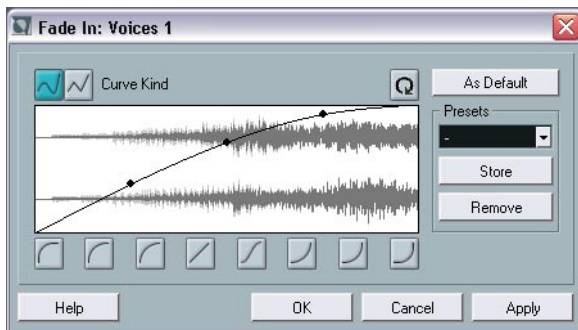 Fade In: Voices 1
Curve Kind
As Default
Presets
-
Store
Remove
Help
OK
Cancel
Apply